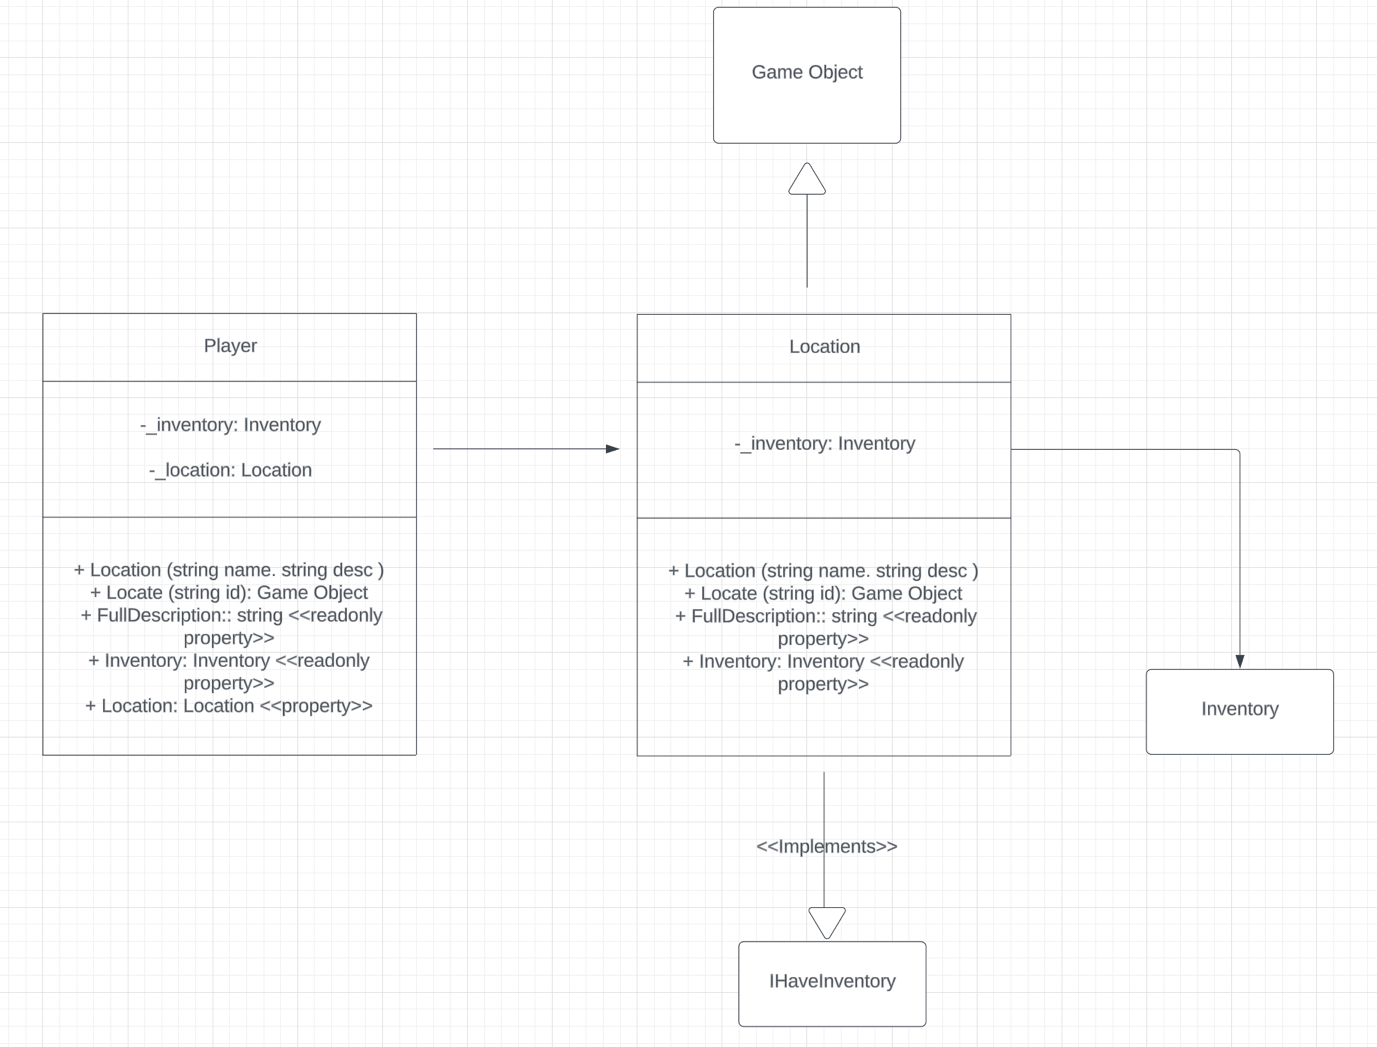 Game Object
Player
-_inventory: Inventory
-_location: Location
+ Location (string name. string desc )
+ Locate (string id): Game Object
+ FullDescription:: string <<readonly
property>>
+ Inventory: Inventory <<readonly
property>>
+ Location: Location <<property>>
Location
-_inventory: Inventory
+ Location (string name. string desc )
+ Locate (string id): Game Object
+ FullDescription:: string <<readonly
property>>
+ Inventory: Inventory <<readonly
property>>
Inventory
<<Implements>>
IHaveInventory